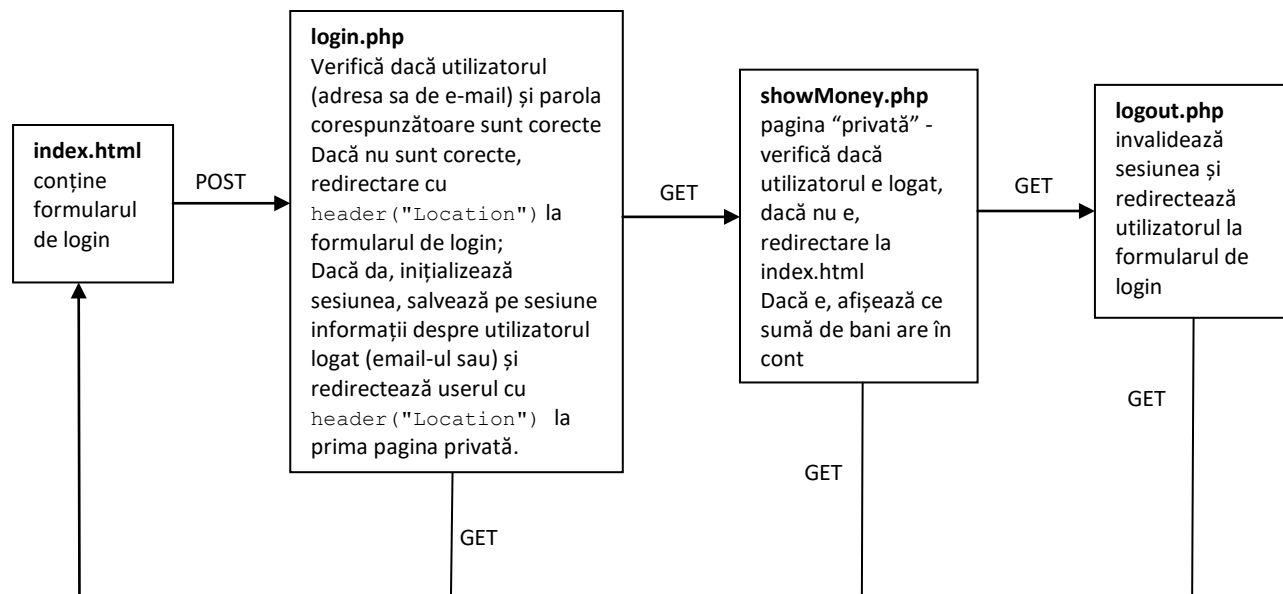 index.html
conține
formularul
de login
POST
login.php
Verifică dacă utilizatorul
(adresa sa de e-mail) și parola
corespunzătoare sunt corecte
Dacă nu sunt corecte,
redirectare cu
header("Location") la
formularul de login;
Dacă da, inițializează
sesiunea, salvează pe sesiune
informații despre utilizatorul
logat (email-ul sau) și
redirectează userul cu
header("Location") la
prima pagina privată.
GET
showMoney.php
pagina “privată” -
verifică dacă
utilizatorul e logat,
dacă nu e,
redirectare la
index.html
Dacă e, afișează ce
sumă de bani are în
cont
GET
logout.php
invalidează
sesiunea și
redirectează
utilizatorul la
formularul de
login
GET
GET
GET